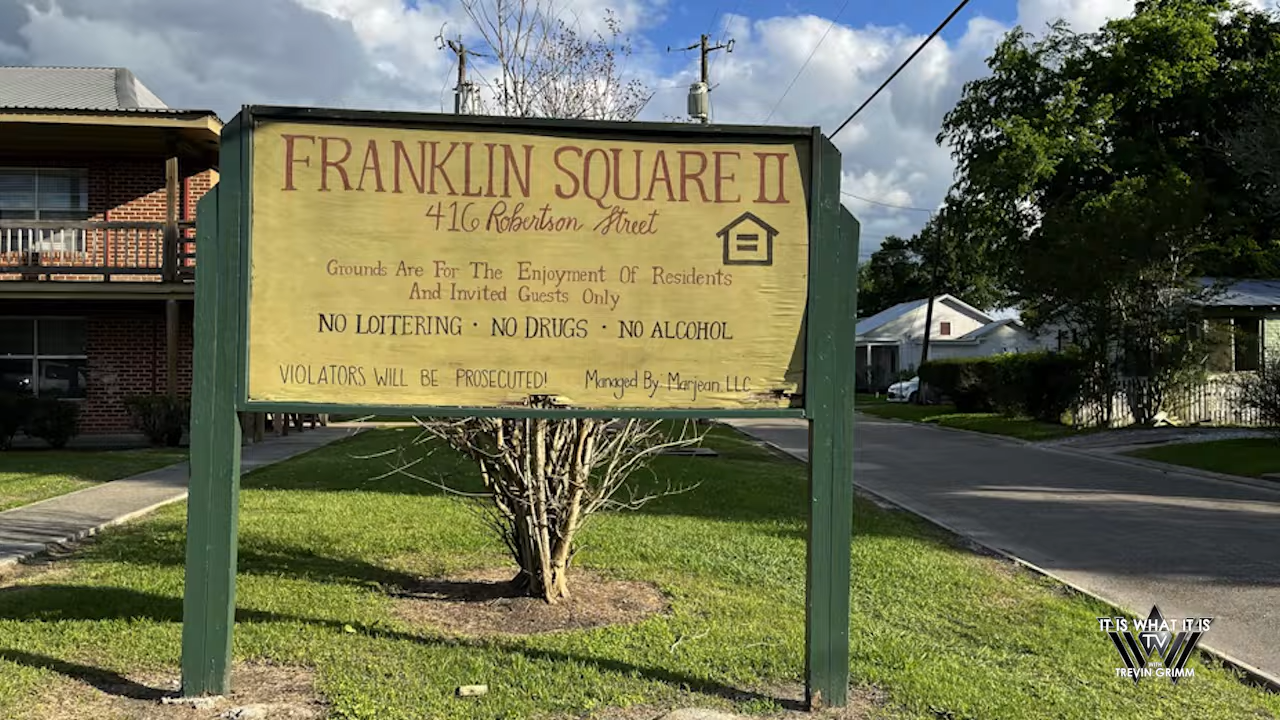 FRANKLIN SQUARE II
416 Robertson Street
Grounds Are For The Enjoyment Of Residents
And Invited Guests Only
NO LOITERING · NO DRUGS · NO ALCOHOL
VIOLATORS WILL BE PROSECUTED! Managed By: Marjean, LLC
IT IS WHAT IT IS
TV
WITH
TREVIN GRIMM